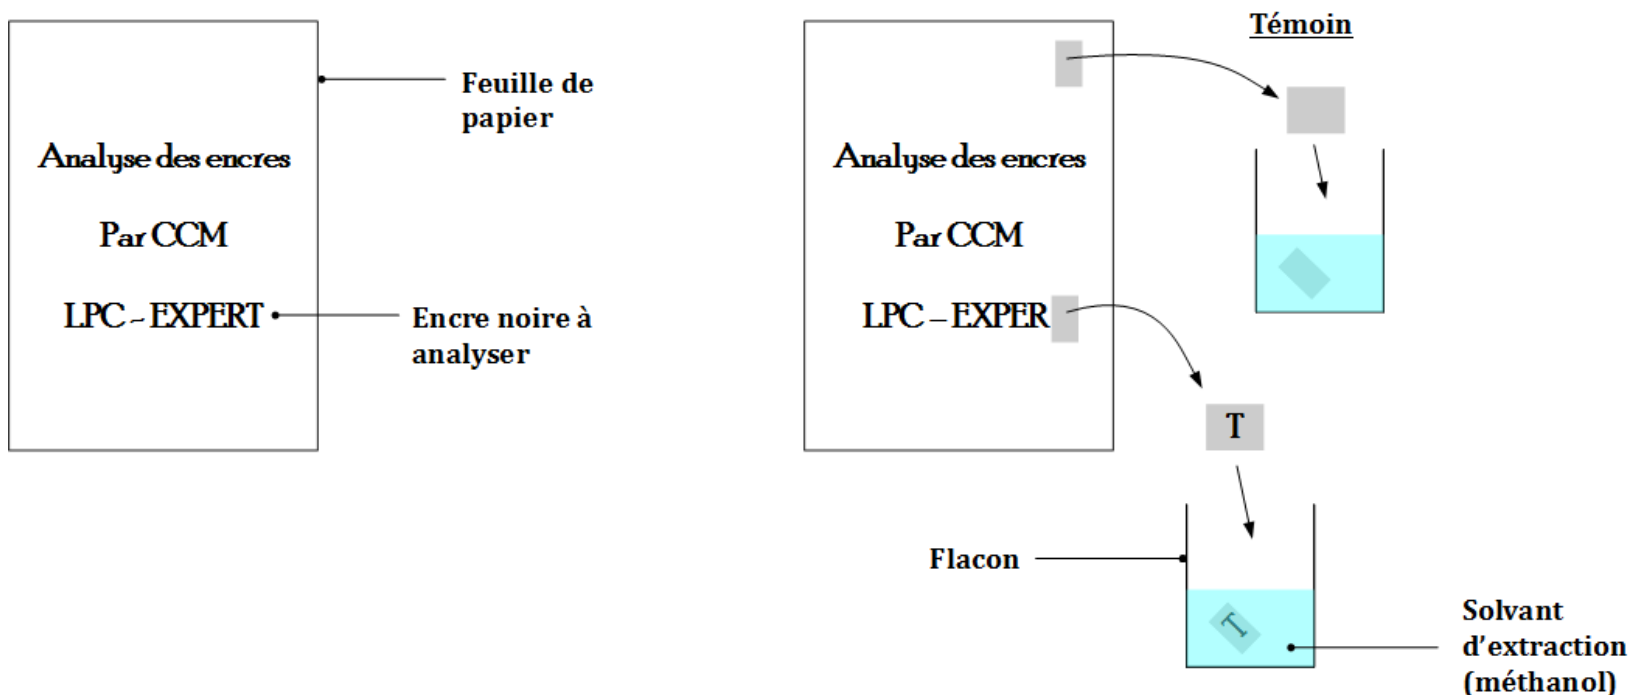 Analyse des encres
Par CCM
LPC ~ EXPERT
Feuille de
papier
Encre noire à
analyser
Analyse des encres
Par CCM
LPC – EXPER
Témoin
T
Flacon
T
Solvant
d'extraction
(méthanol)